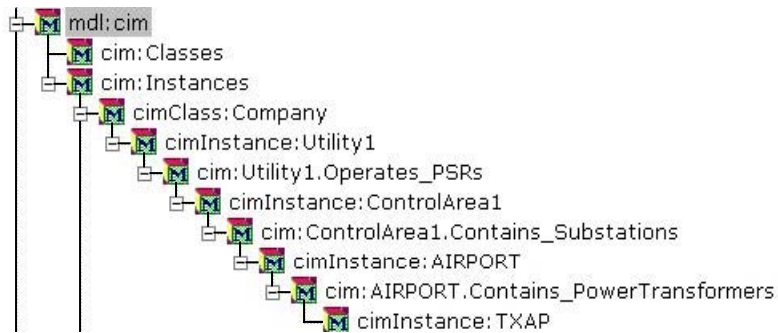 mdl:cim
cim:Classes
cim:Instances
cimClass:Company
cimInstance:Utility1
cim:Utility1.Operates_PSRs
cimInstance:ControlArea1
cim:ControlArea1.Contains_Substations
cimInstance:AIRPORT
cim:AIRPORT.Contains_PowerTransformers
cimInstance:TXAP